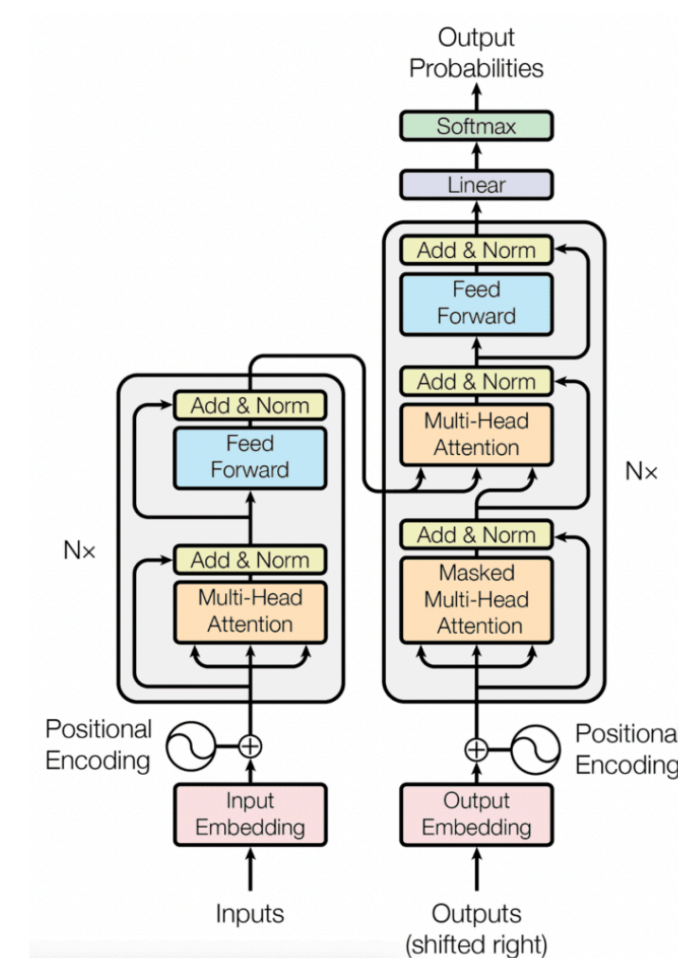 Output
Probabilities
Softmax
Linear
Add & Norm
Feed
Forward
Add & Norm
Multi-Head
Attention
Add & Norm
Masked
Multi-Head
Attention
Nx
Add & Norm
Feed
Forward
Add & Norm
Multi-Head
Attention
Nx
Positional
Encoding
Positiona
Encoding
Input
Embedding
Output
Embedding
Inputs
Outputs
(shifted right)